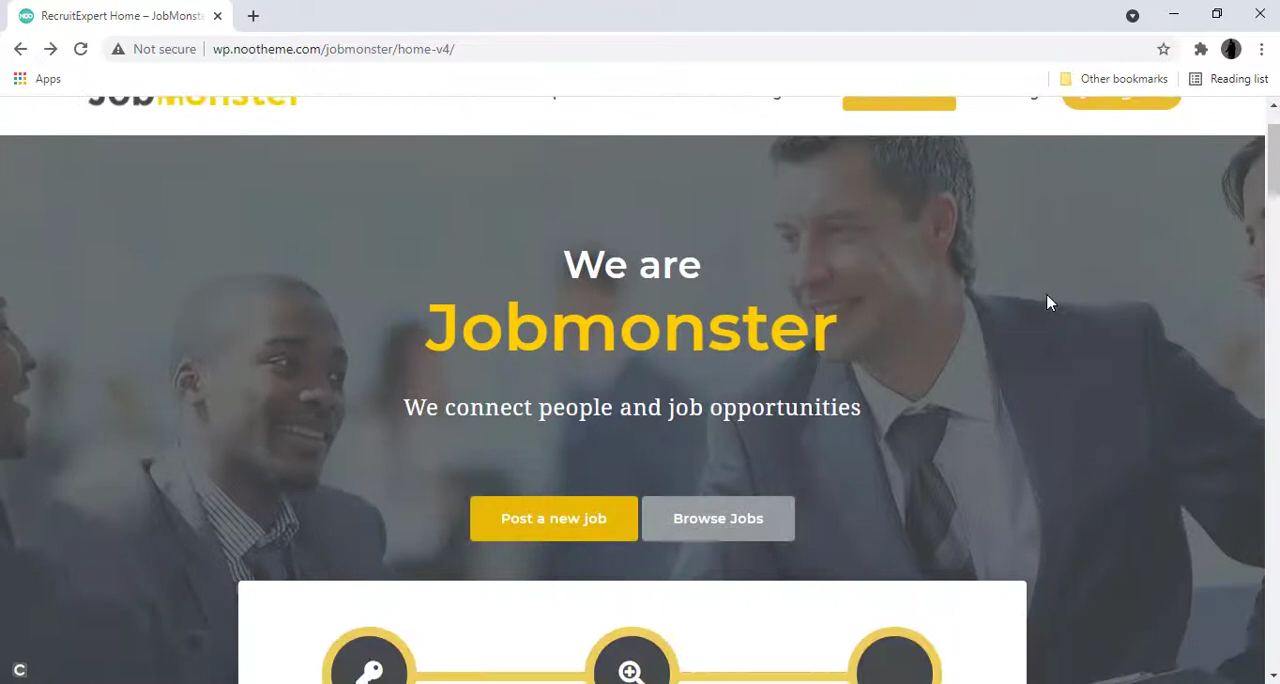 RecruitExpert Home – JobMonst
Not secure
wp.nootheme.com/jobmonster/home-v4/
Apps
Other bookmarks
Reading list
JobMonster
We are
Jobmonster
We connect people and job opportunities
Post a new job
Browse Jobs
C